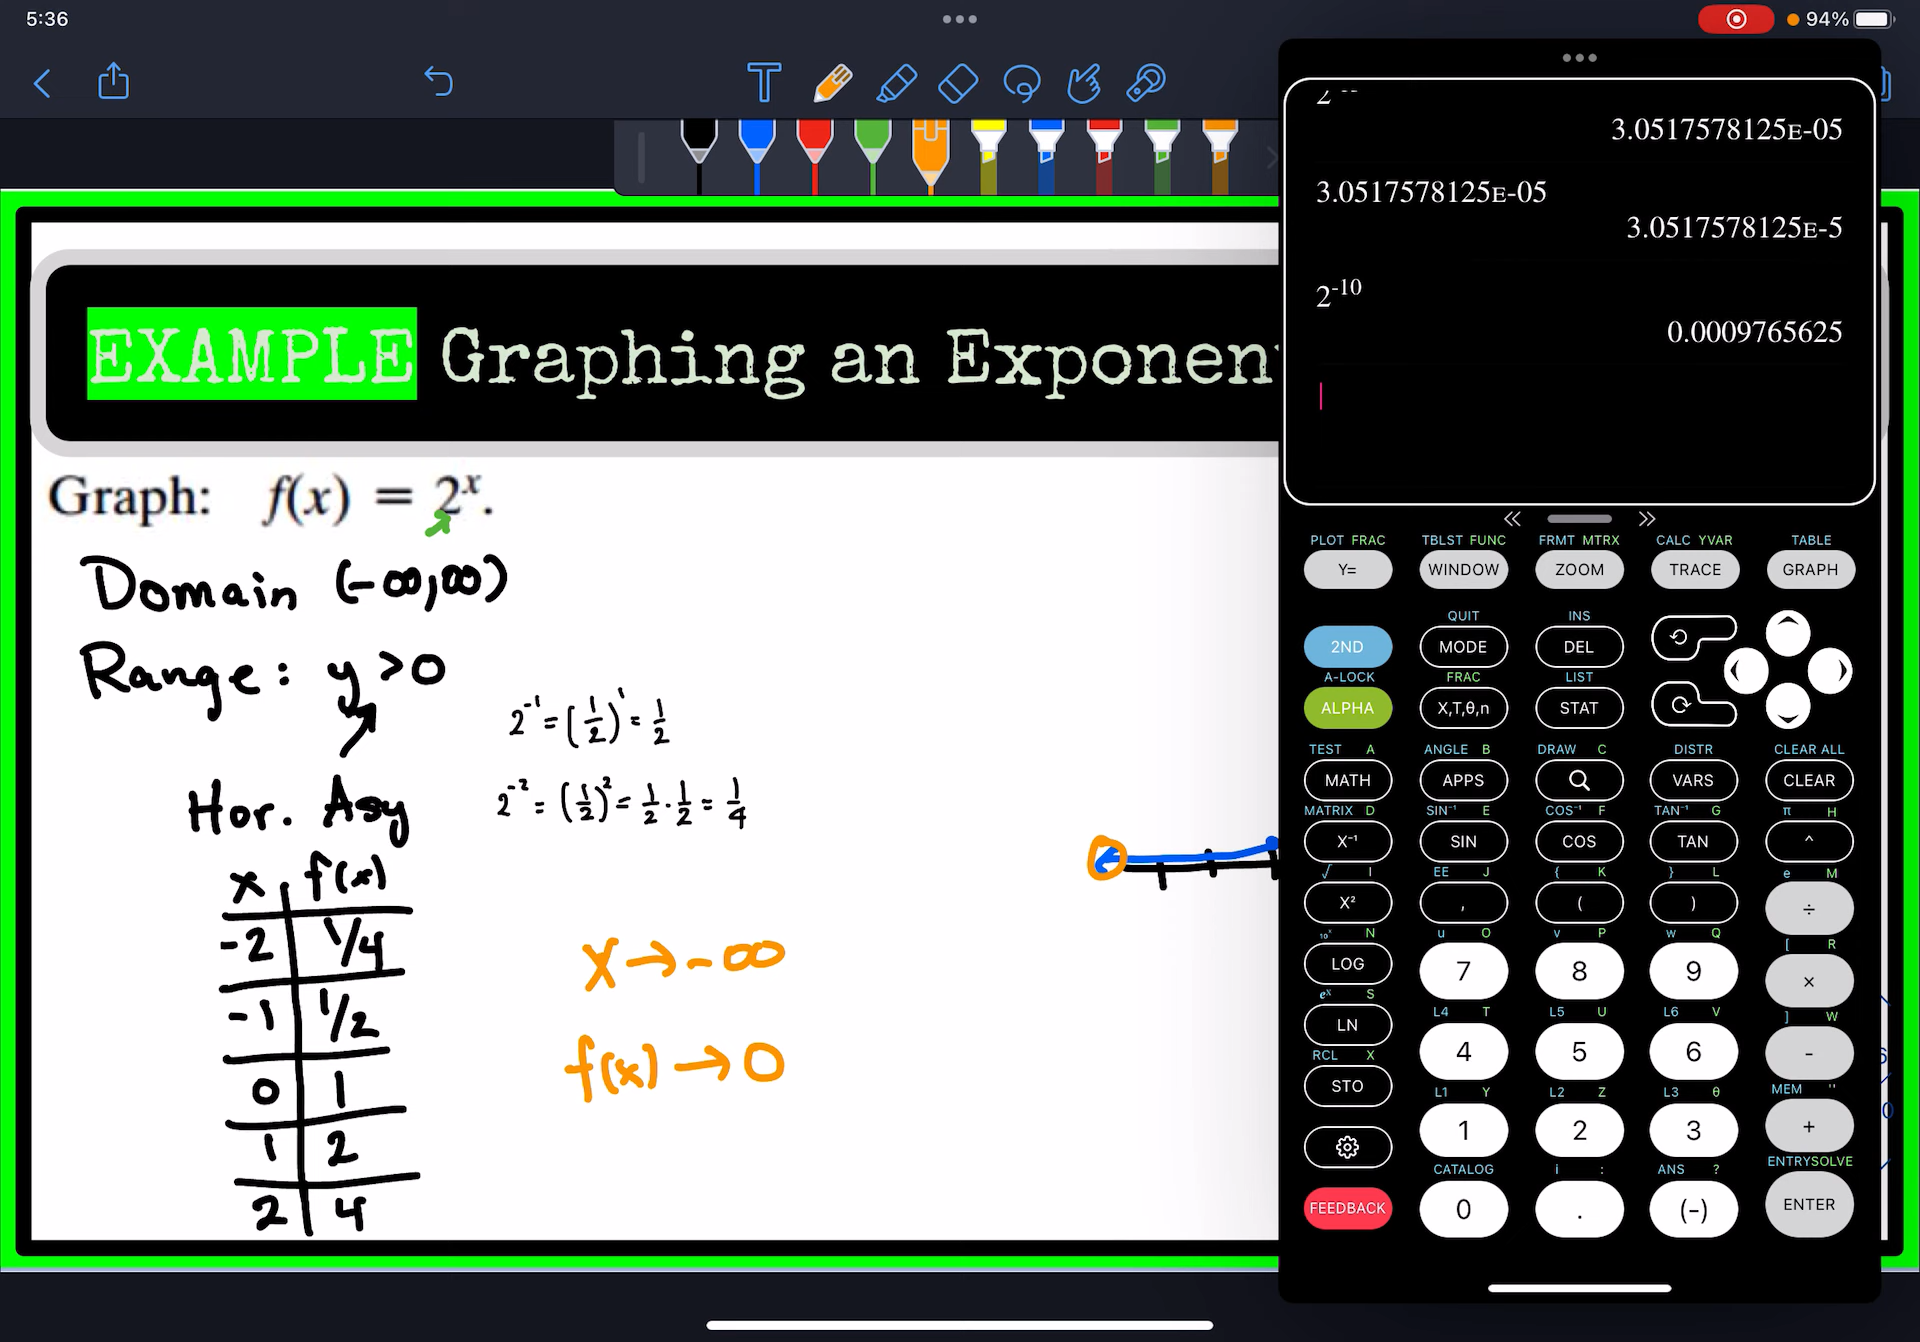 5:36
94%
EXAMPLE Graphing an Exponen
Graph: f(x) = 2ˣ.
Domain (-∞,∞)
Range: y>0
2⁻¹=(1/2)¹=1/2
Hor. Asy
2⁻²=(1/2)²=1/2·1/2=1/4
x f(x)
-2 1/4
-1 1/2
0 1
1 2
2 4
x→-∞
f(x)→0
3.0517578125E-05
3.0517578125E-05
3.0517578125E-5
2⁻¹⁰
0.0009765625
PLOT FRAC TBLST FUNC FRMT MTRX CALC YVAR TABLE
Y= WINDOW ZOOM TRACE GRAPH
QUIT INS
2ND MODE DEL
A-LOCK FRAC LIST
ALPHA X,T,θ,n STAT
TEST A ANGLE B DRAW C DISTR CLEAR ALL
MATH APPS VARS CLEAR
MATRIX D SIN⁻¹ E COS⁻¹ F TAN⁻¹ G π H
X⁻¹ SIN COS TAN ^
√ I EE J { K } L e M
X² , ( ) ÷
10ˣ N u O v P w Q [ R
LOG 7 8 9 ×
eˣ S L4 T L5 U L6 V ] W
LN 4 5 6 -
RCL X L1 Y L2 Z L3 θ MEM "
STO 1 2 3 +
CATALOG i : ANS ? ENTRYSOLVE
FEEDBACK 0 . (-) ENTER